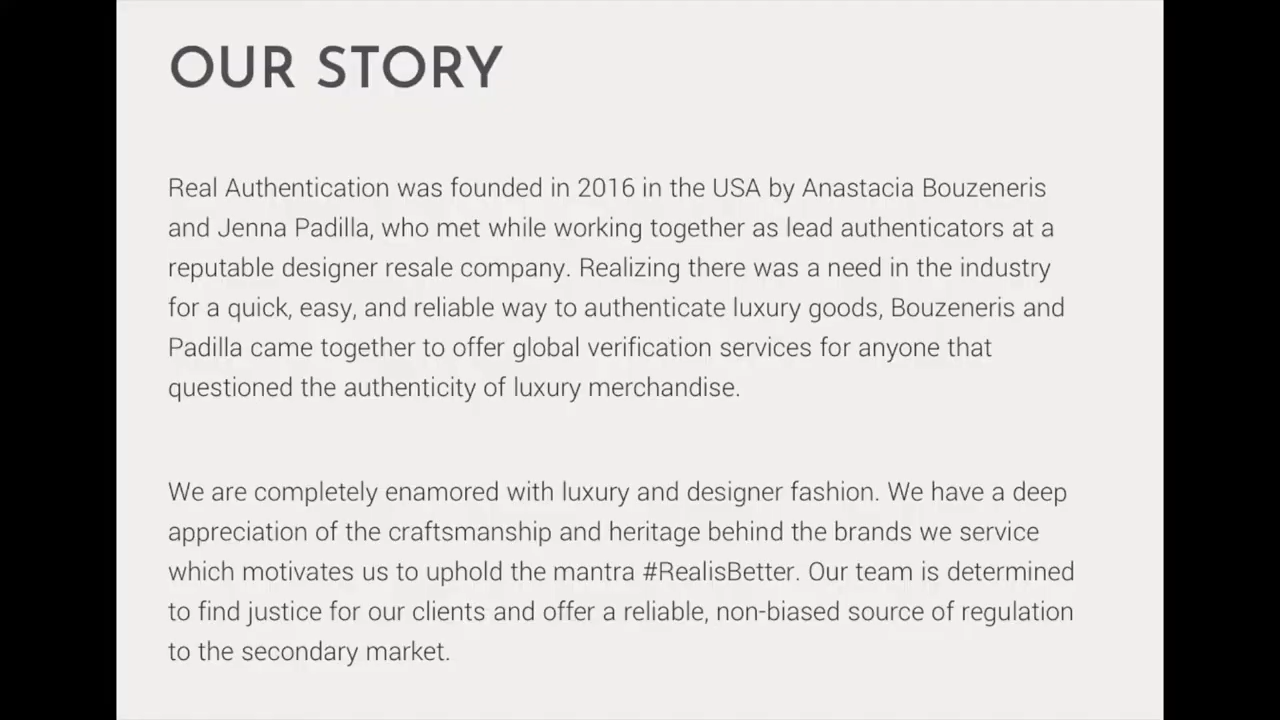 OUR STORY
Real Authentication was founded in 2016 in the USA by Anastacia Bouzeneris
and Jenna Padilla, who met while working together as lead authenticators at a
reputable designer resale company. Realizing there was a need in the industry
for a quick, easy, and reliable way to authenticate luxury goods, Bouzeneris and
Padilla came together to offer global verification services for anyone that
questioned the authenticity of luxury merchandise.
We are completely enamored with luxury and designer fashion. We have a deep
appreciation of the craftsmanship and heritage behind the brands we service
which motivates us to uphold the mantra #RealisBetter. Our team is determined
to find justice for our clients and offer a reliable, non-biased source of regulation
to the secondary market.